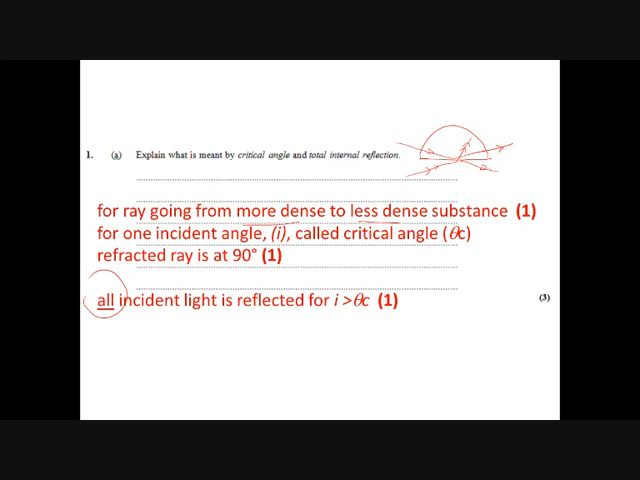 1. (a) Explain what is meant by critical angle and total internal reflection.
for ray going from more dense to less dense substance (1)
for one incident angle, (i), called critical angle (θc)
refracted ray is at 90° (1)
all incident light is reflected for i >θc (1)
(3)